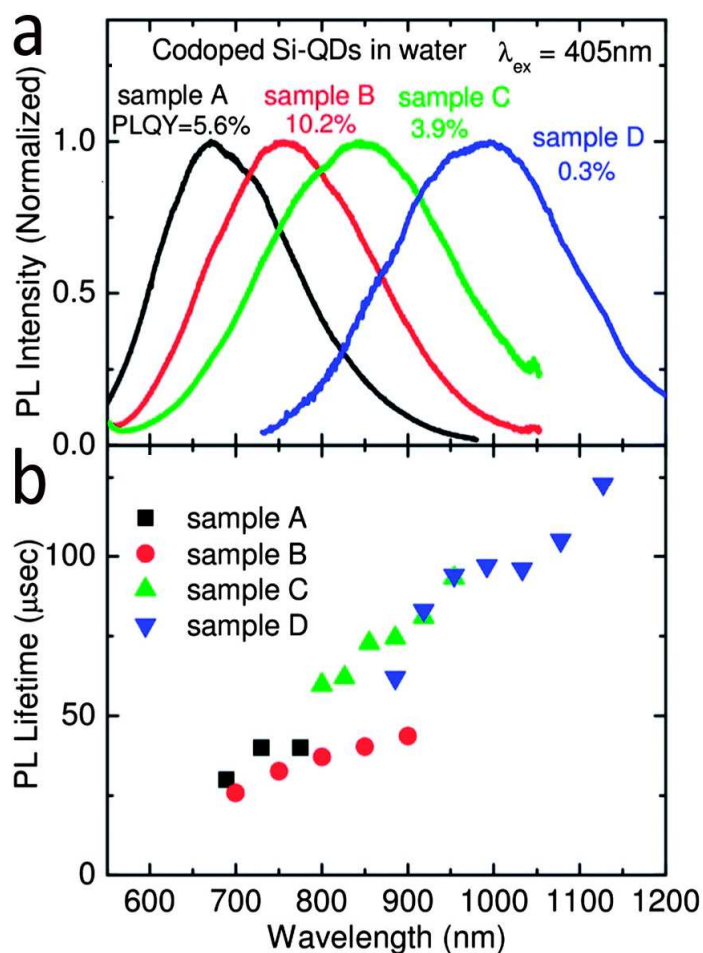 a
Codoped Si-QDs in water λex = 405nm
sample A
PLQY=5.6%
sample B
10.2%
sample C
3.9%
sample D
0.3%
PL Intensity (Normalized)
1.0
0.5
0.0
b
sample A
sample B
sample C
sample D
PL Lifetime (μsec)
100
50
0
600 700 800 900 1000 1100 1200
Wavelength (nm)